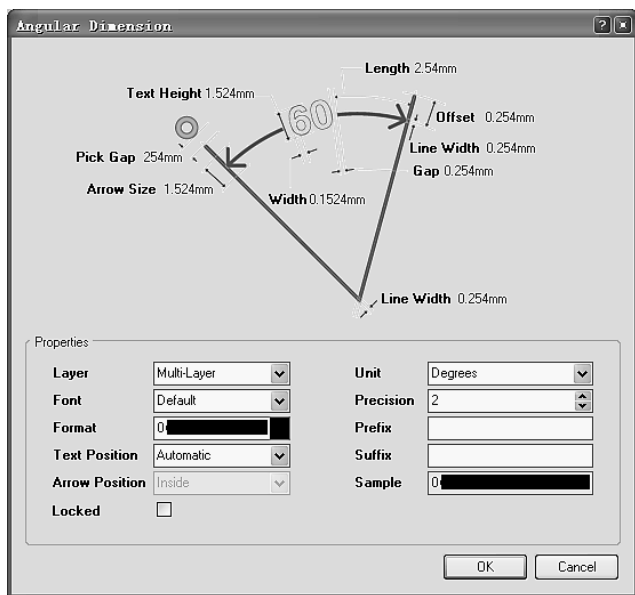 Angular Dimension
Length 2.54mm
Text Height 1.524mm
60
Offset 0.254mm
Line Width 0.254mm
Pick Gap 254mm
Gap 0.254mm
Arrow Size 1.524mm
Width 0.1524mm
Line Width 0.254mm
Properties
Layer Multi-Layer Unit Degrees
Font Default Precision 2
Format 0 Prefix
Text Position Automatic Suffix
Arrow Position Inside Sample 0
Locked
OK Cancel